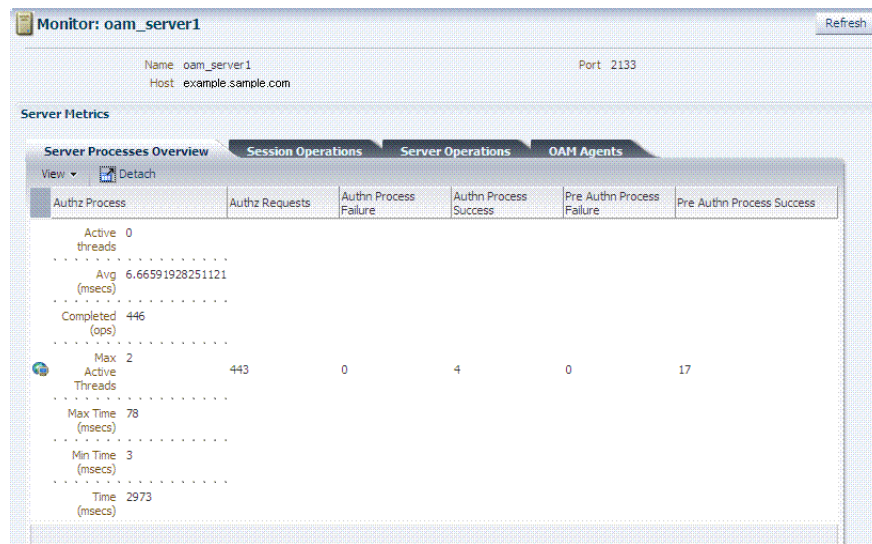 Monitor: oam_server1
Refresh
Name oam_server1
Port 2133
Host example.sample.com
Server Metrics
Server Processes Overview
Session Operations
Server Operations
OAM Agents
View
Detach
Authz Process
Authz Requests
Authn Process
Failure
Authn Process
Success
Pre Authn Process
Failure
Pre Authn Process Success
Active 0
threads
Avg 6.66591928251121
(msecs)
Completed 446
(ops)
Max 2
Active
Threads
443
0
4
0
17
Max Time 78
(msecs)
Min Time 3
(msecs)
Time 2973
(msecs)